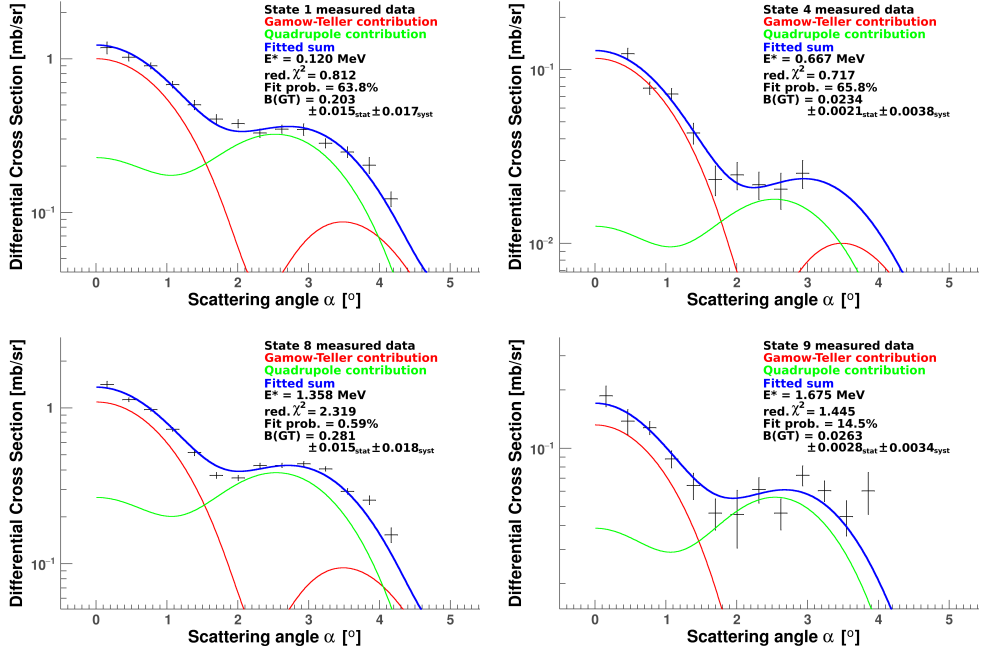 Differential Cross Section [mb/sr]
State 1 measured data
Gamow-Teller contribution
Quadrupole contribution
Fitted sum
E* = 0.120 MeV
red. χ² = 0.812
Fit prob. = 63.8%
B(GT) = 0.203
±0.015stat±0.017syst
1
10⁻¹
0 1 2 3 4 5
Scattering angle α [°]
Differential Cross Section [mb/sr]
State 4 measured data
Gamow-Teller contribution
Quadrupole contribution
Fitted sum
E* = 0.667 MeV
red. χ² = 0.717
Fit prob. = 65.8%
B(GT) = 0.0234
±0.0021stat±0.0038syst
10⁻¹
10⁻²
0 1 2 3 4 5
Scattering angle α [°]
Differential Cross Section [mb/sr]
State 8 measured data
Gamow-Teller contribution
Quadrupole contribution
Fitted sum
E* = 1.358 MeV
red. χ² = 2.319
Fit prob. = 0.59%
B(GT) = 0.281
±0.015stat±0.018syst
1
10⁻¹
0 1 2 3 4 5
Scattering angle α [°]
Differential Cross Section [mb/sr]
State 9 measured data
Gamow-Teller contribution
Quadrupole contribution
Fitted sum
E* = 1.675 MeV
red. χ² = 1.445
Fit prob. = 14.5%
B(GT) = 0.0263
±0.0028stat±0.0034syst
10⁻¹
0 1 2 3 4 5
Scattering angle α [°]